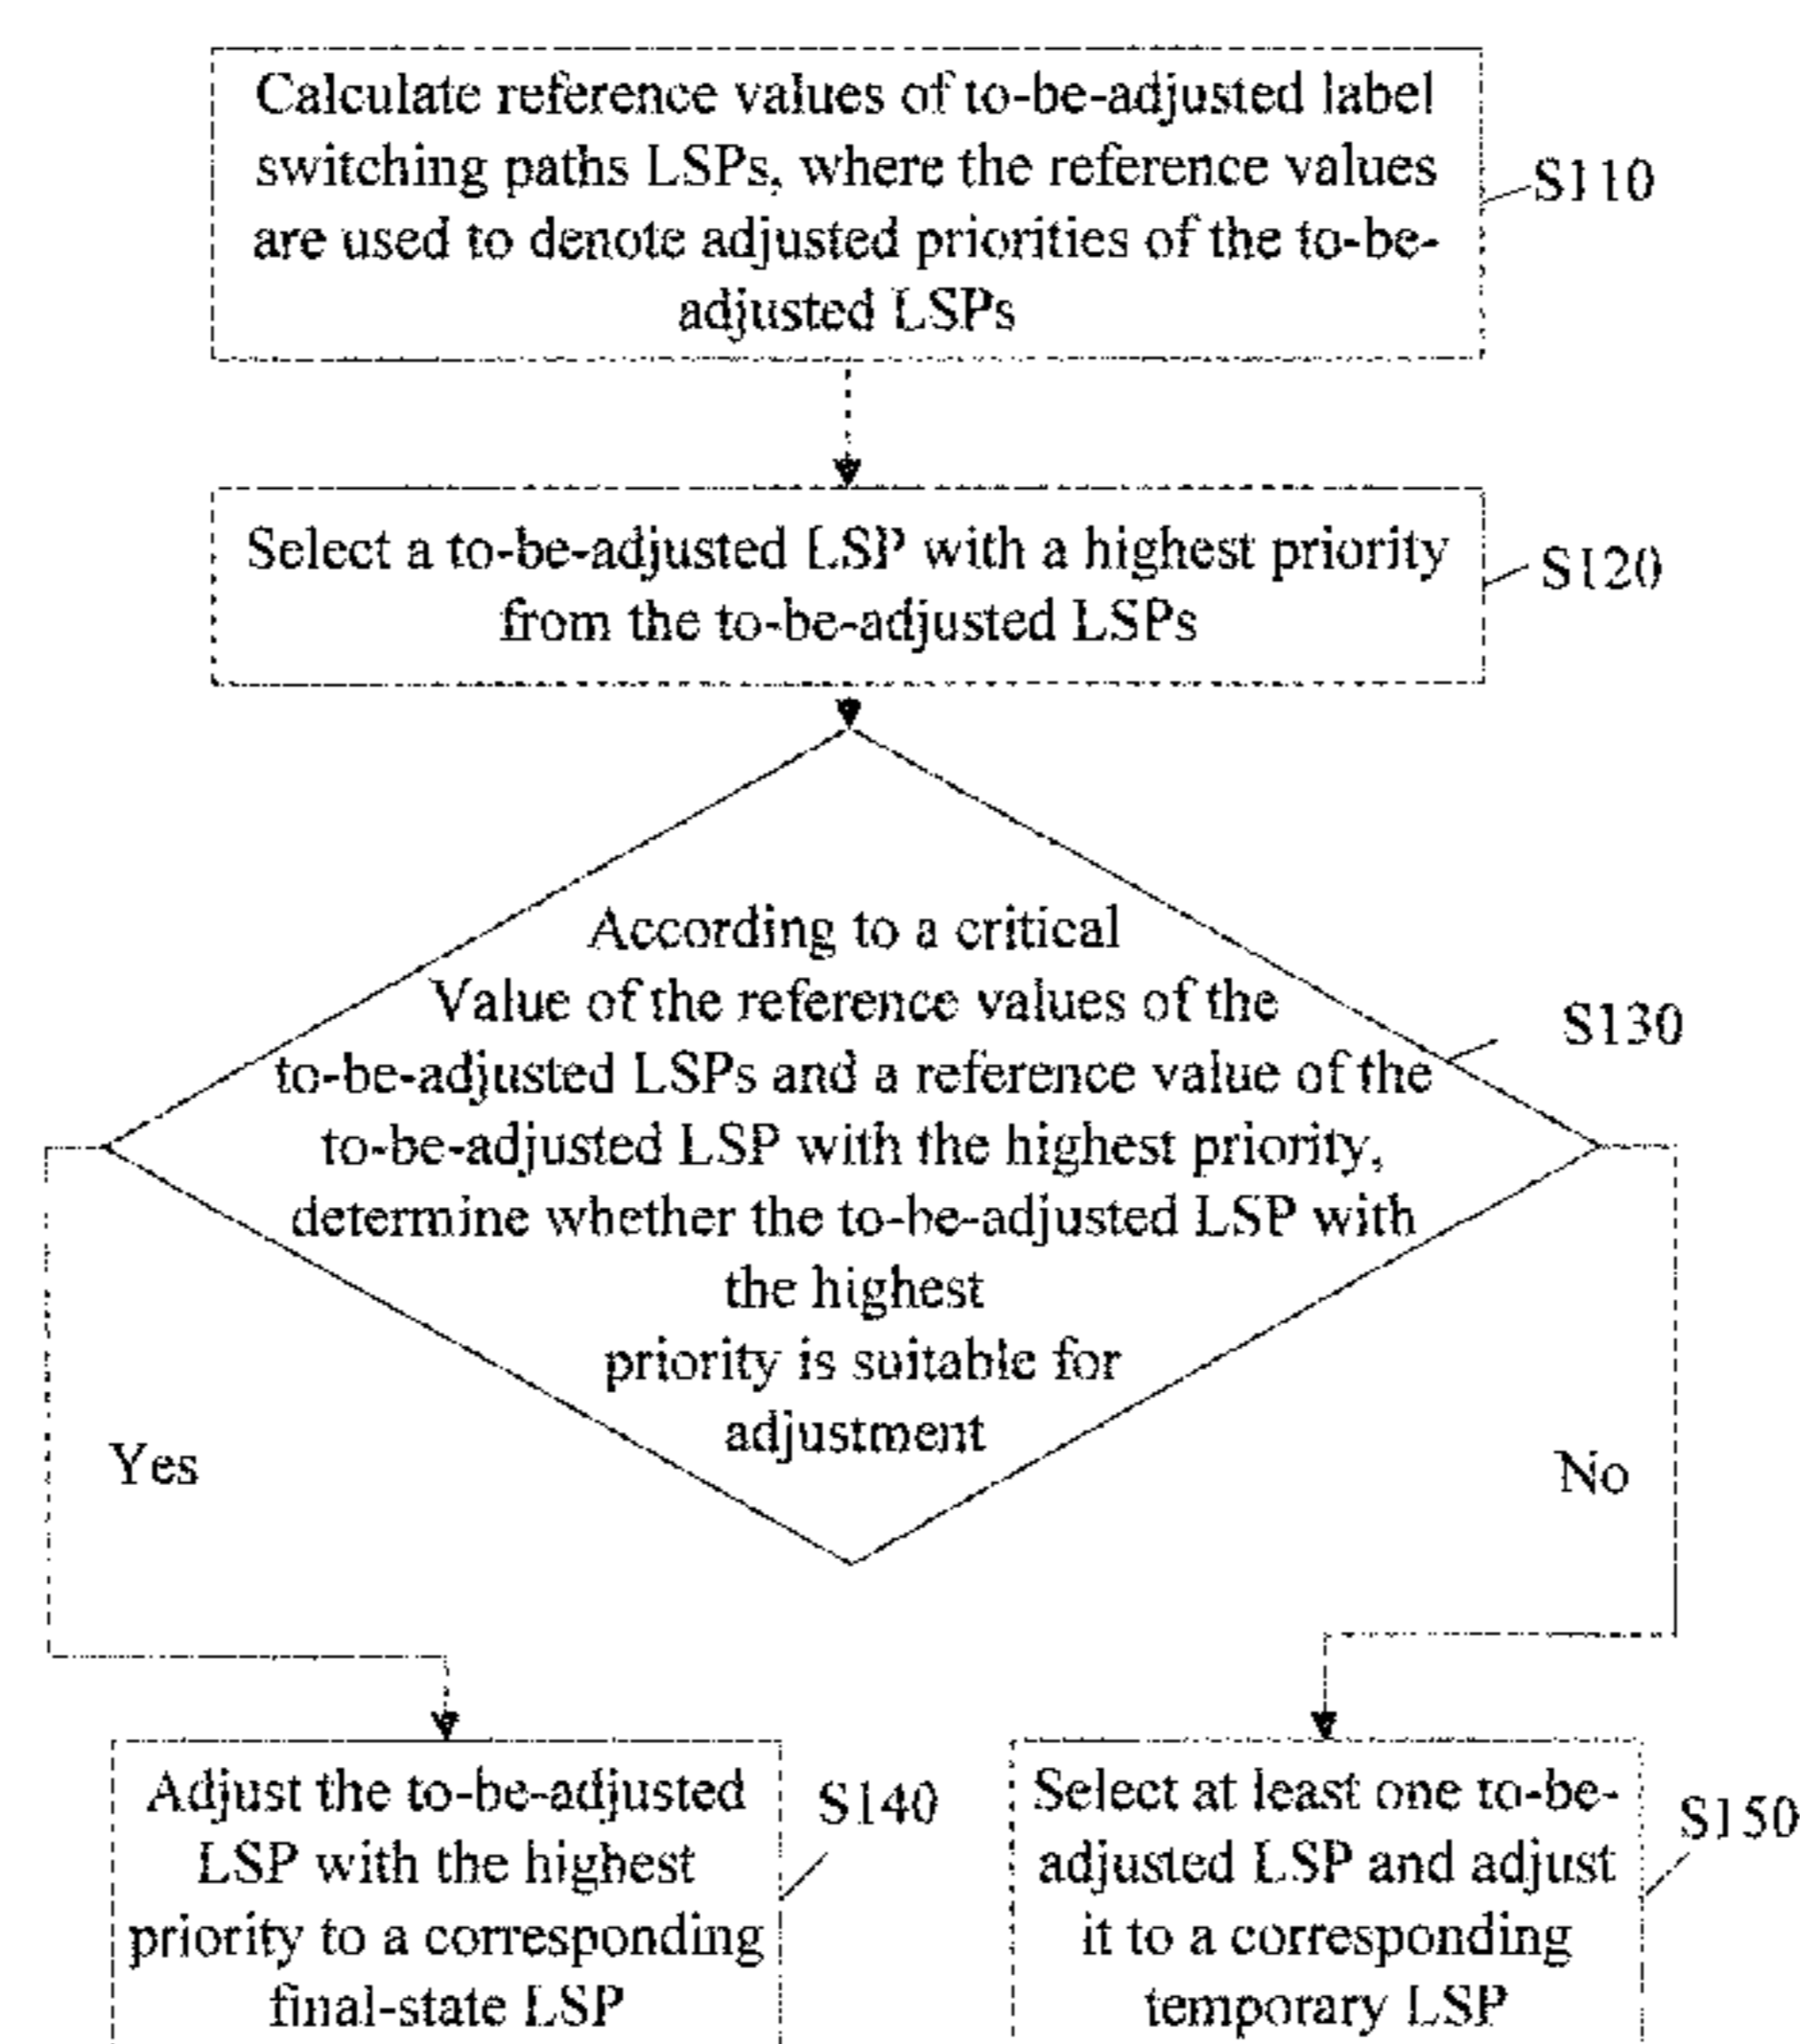 Calculate reference values of to-be-adjusted label
switching paths LSPs, where the reference values
are used to denote adjusted priorities of the to-be-
adjusted LSPs
S110
Select a to-be-adjusted LSP with a highest priority
from the to-be-adjusted LSPs
S120
According to a critical
Value of the reference values of the
to-be-adjusted LSPs and a reference value of the
to-be-adjusted LSP with the highest priority,
determine whether the to-be-adjusted LSP with
the highest
priority is suitable for
adjustment
S130
Yes
No
Adjust the to-be-adjusted
LSP with the highest
priority to a corresponding
final-state LSP
S140
Select at least one to-be-
adjusted LSP and adjust
it to a corresponding
temporary LSP
S150